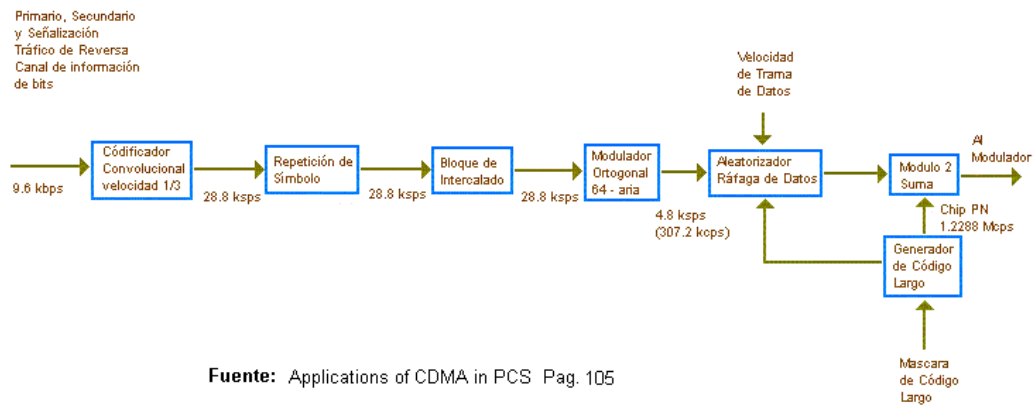 Primario, Secundario
y Señalización
Tráfico de Reversa
Canal de información
de bits
Velocidad
de Trama
de Datos
9.6 kbps
Códificador
Convolucional
velocidad 1/3
28.8 ksps
Repetición de
Símbolo
28.8 ksps
Bloque de
Intercalado
28.8 ksps
Modulador
Ortogonal
64 - aria
4.8 ksps
(307.2 kcps)
Aleatorizador
Ráfaga de Datos
Modulo 2
Suma
Al
Modulador
Chip PN
1.2288 Mcps
Generador
de Código
Largo
Mascara
de Código
Largo
Fuente: Applications of CDMA in PCS Pag. 105